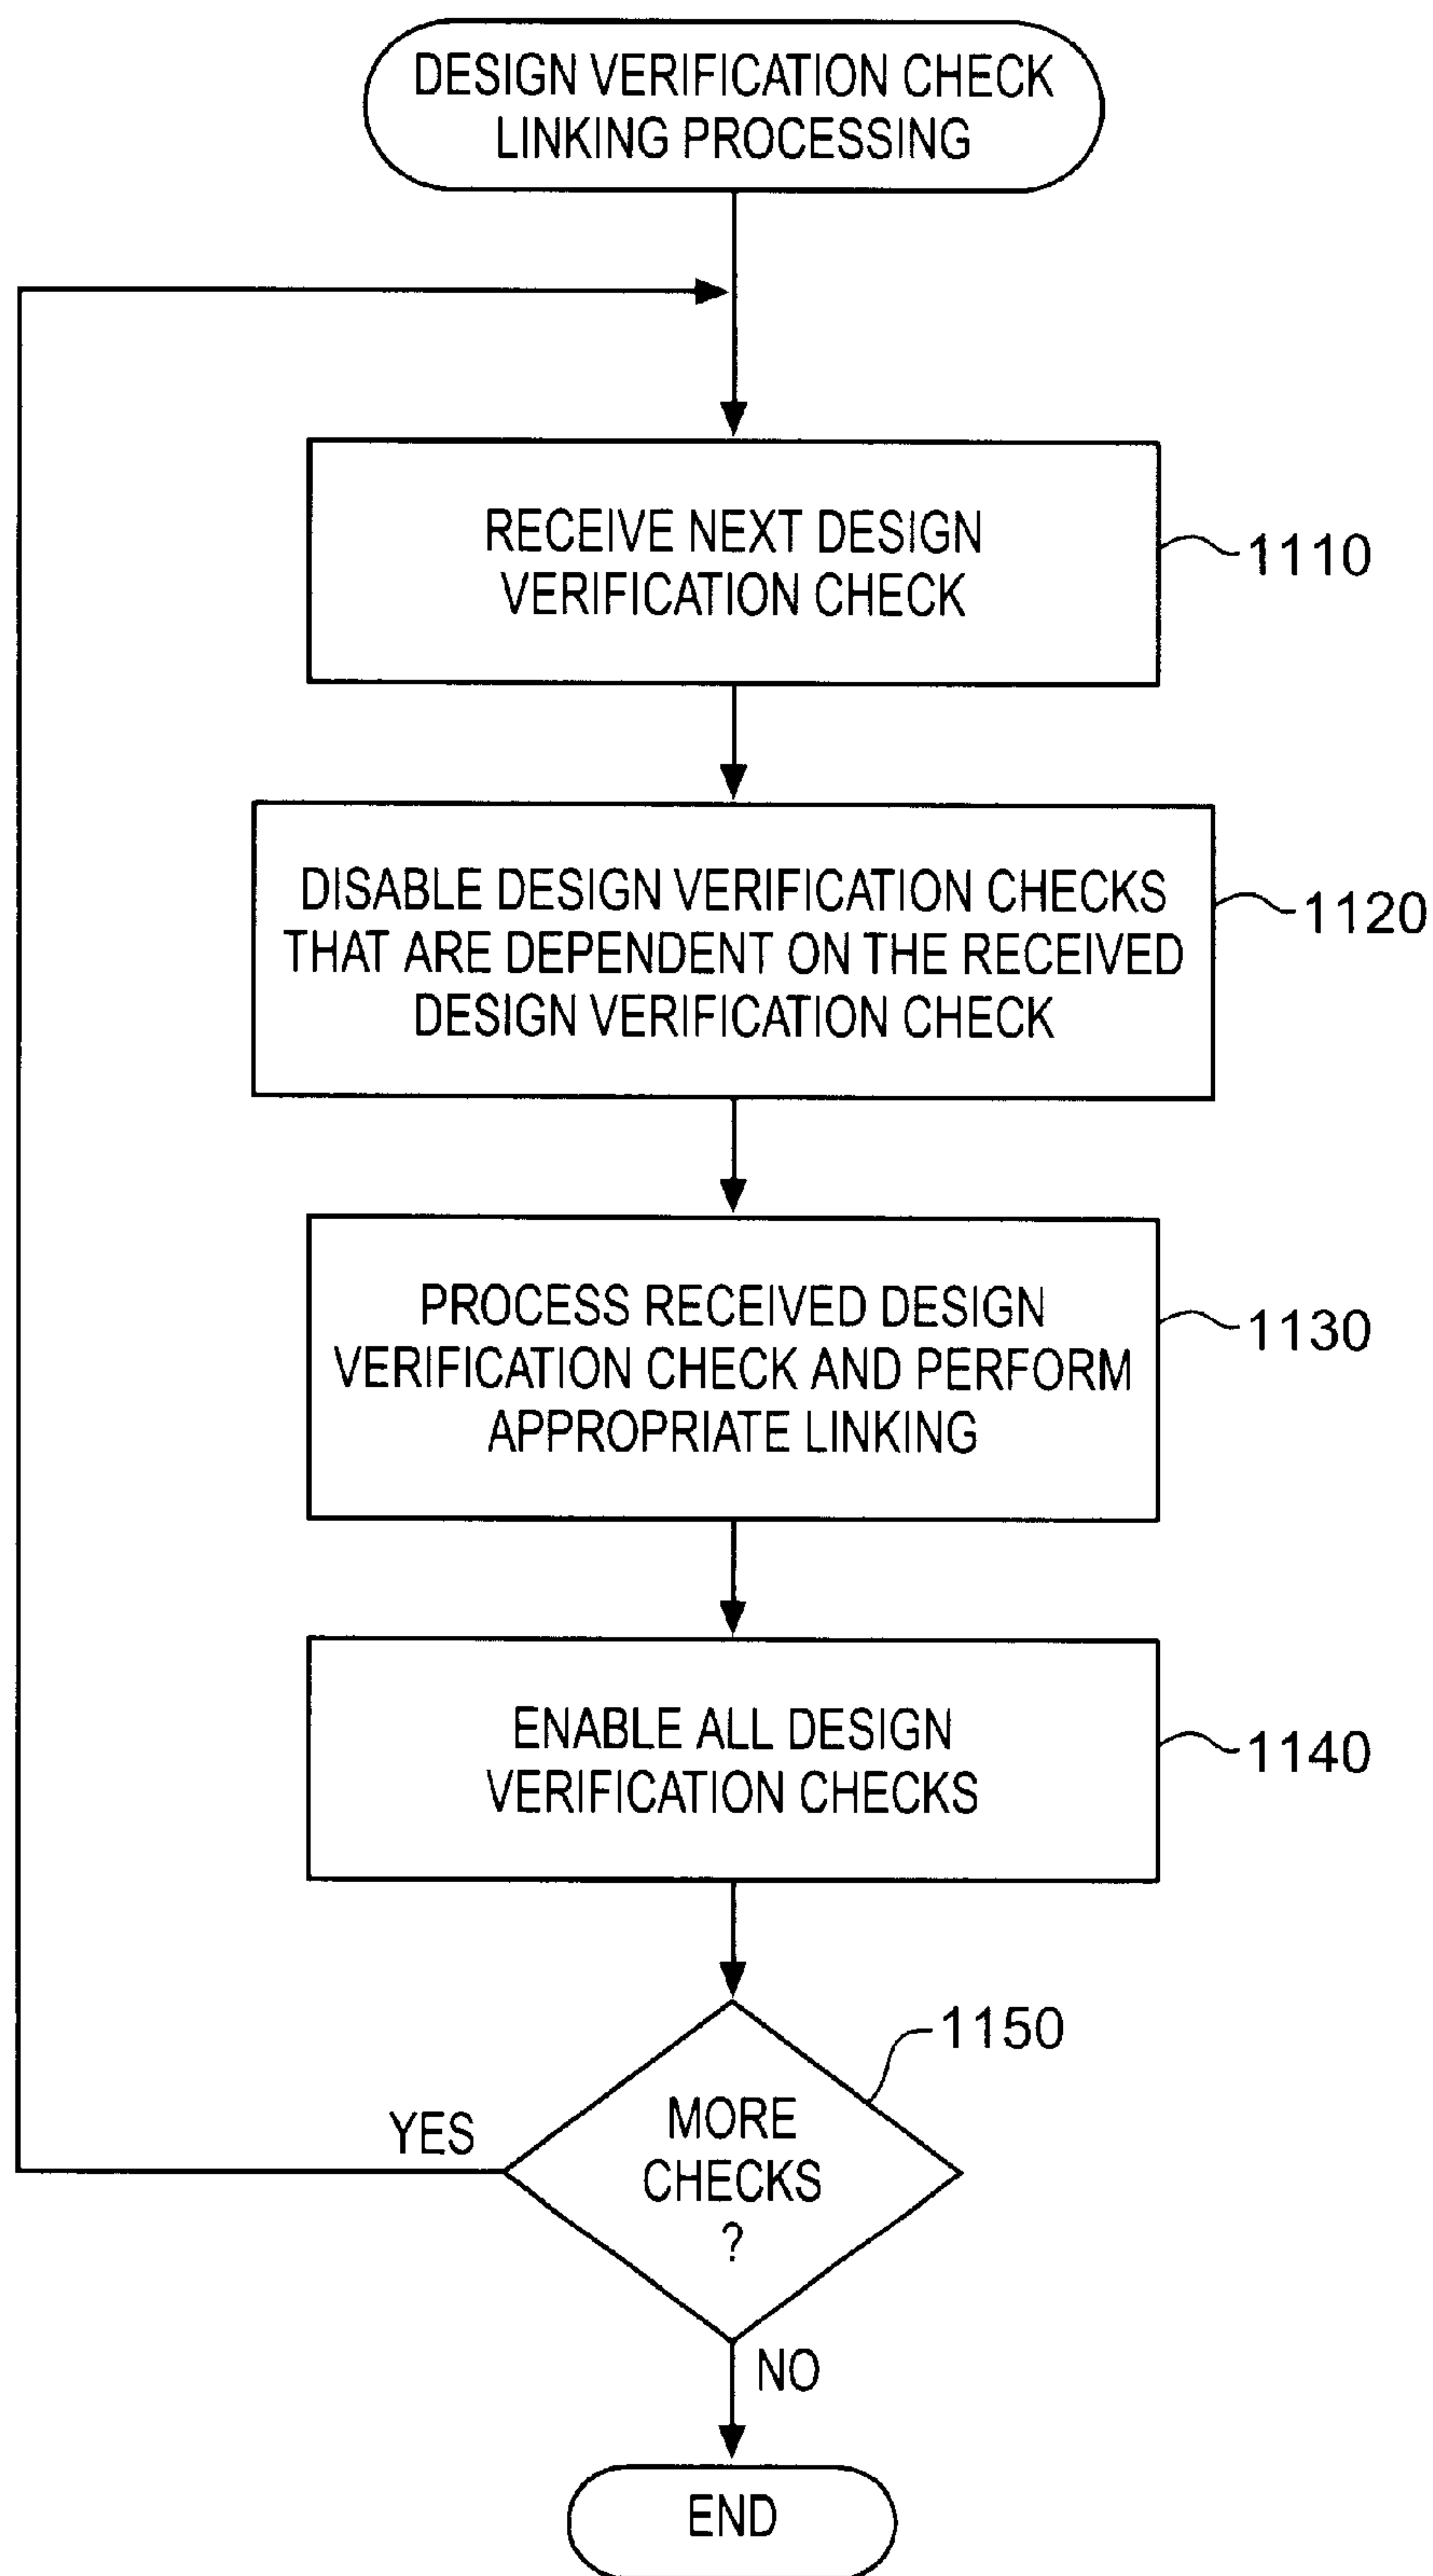 DESIGN VERIFICATION CHECK
LINKING PROCESSING
RECEIVE NEXT DESIGN
VERIFICATION CHECK
1110
DISABLE DESIGN VERIFICATION CHECKS
THAT ARE DEPENDENT ON THE RECEIVED
DESIGN VERIFICATION CHECK
1120
PROCESS RECEIVED DESIGN
VERIFICATION CHECK AND PERFORM
APPROPRIATE LINKING
1130
ENABLE ALL DESIGN
VERIFICATION CHECKS
1140
1150
MORE
CHECKS
?
YES
NO
END